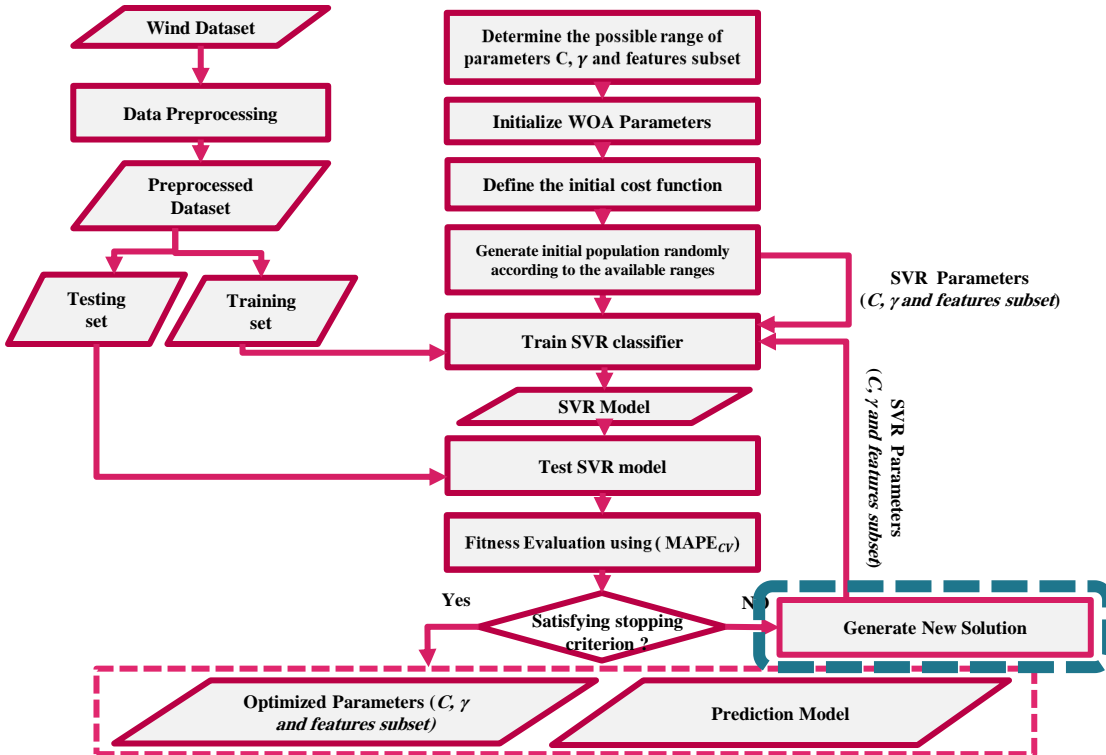 Wind Dataset
Data Preprocessing
Preprocessed
Dataset
Testing
set
Training
set
Determine the possible range of
parameters C, γ and features subset
Initialize WOA Parameters
Define the initial cost function
Generate initial population randomly
according to the available ranges
SVR Parameters
(C, γ and features subset)
Train SVR classifier
SVR Model
Test SVR model
Fitness Evaluation using ( MAPE_CV)
SVR Parameters
(C, γ and features subset)
Yes
Satisfying stopping
criterion ?
NO
Generate New Solution
Optimized Parameters (C, γ
and features subset)
Prediction Model